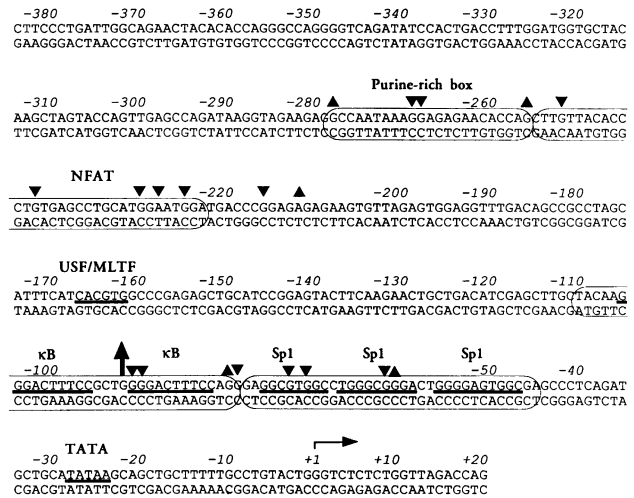 -380 -370 -360 -350 -340 -330 -320
CTTCCCTGATTGGCAGAACTACACACCAGGGCCAGGGGTCAGATATCCACTGACCTTTGGATGGTGCTAC
GAAGGGACTAACCGTCTTGATGTGTGGTCCCGGTCCCCAGTCTATAGGTGACTGGAAACCTACCACGATG
Purine-rich box
-310 -300 -290 -280 -260
AAGCTAGTACCAGTTGAGCCAGATAAGGTAGAAGAGGCCAATAAAGGAGAGAACACCAGCTTGTTACACC
TTCGATCATGGTCAACTCGGTCTATTCCATCTTCTCCGGTTATTTCCTCTCTTGTGGTCGAACAATGTGG
NFAT
-220 -200 -190 -180
CTGTGAGCCTGCATGGAATGGATGACCCGGAGAGAGAAGTGTTAGAGTGGAGGTTTGACAGCCGCCTAGC
GACACTCGGACGTACCTTACCTACTGGGCCTCTCTCTTCACAATCTCACCTCCAAACTGTCGGCGGATCG
USF/MLTF
-170 -160 -150 -140 -130 -120 -110
ATTTCATCACGTGGCCCGAGAGCTGCATCCGGAGTACTTCAAGAACTGCTGACATCGAGCTTGCTACAAG
TAAAGTAGTGCACCGGGCTCTCGACGTAGGCCTCATGAAGTTCTTGACGACTGTAGCTCGAACGATGTTC
κB κB Sp1 Sp1 Sp1
-100 -50 -40
GGACTTTCCGCTGGGGACTTTCCAGGGAGGCGTGGCCTGGGCGGGACTGGGGAGTGGCGAGCCCTCAGAT
CCTGAAAGGCGACCCCTGAAAGGTCCCTCCGCACCGGACCCGCCCTGACCCCTCACCGCTCGGGAGTCTA
TATA
-30 -20 -10 +1 +10 +20
GCTGCATATAAGCAGCTGCTTTTTGCCTGTACTGGGTCTCTCTGGTTAGACCAG
CGACGTATATTCGTCGACGAAAAACGGACATGACCCAGAGAGACCAATCTGGTC